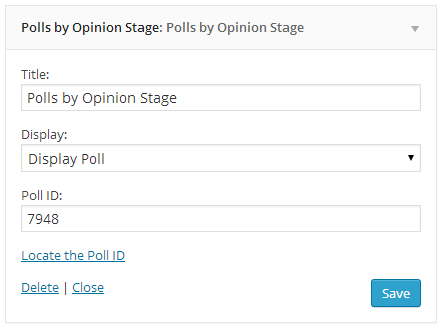 Polls by Opinion Stage: Polls by Opinion Stage
Title:
Polls by Opinion Stage
Display:
Display Poll
Poll ID:
7948
Locate the Poll ID
Delete | Close
Save